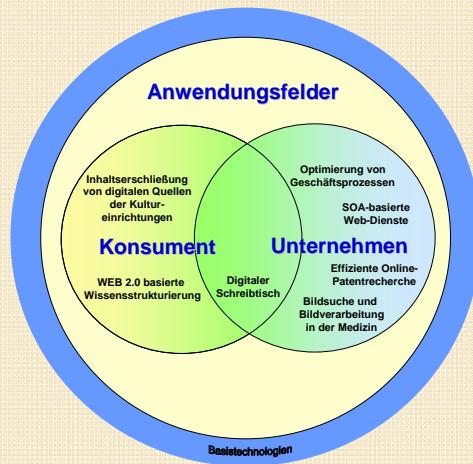 Anwendungsfelder
Inhaltserschließung
von digitalen Quellen
der Kultur-
einrichtungen
Konsument
WEB 2.0 basierte
Wissensstrukturierung
Digitaler
Schreibtisch
Optimierung von
Geschäftsprozessen
SOA-basierte
Web-Dienste
Unternehmen
Effiziente Online-
Patentrecherche
Bildsuche und
Bildverarbeitung
in der Medizin
Basistechnologien